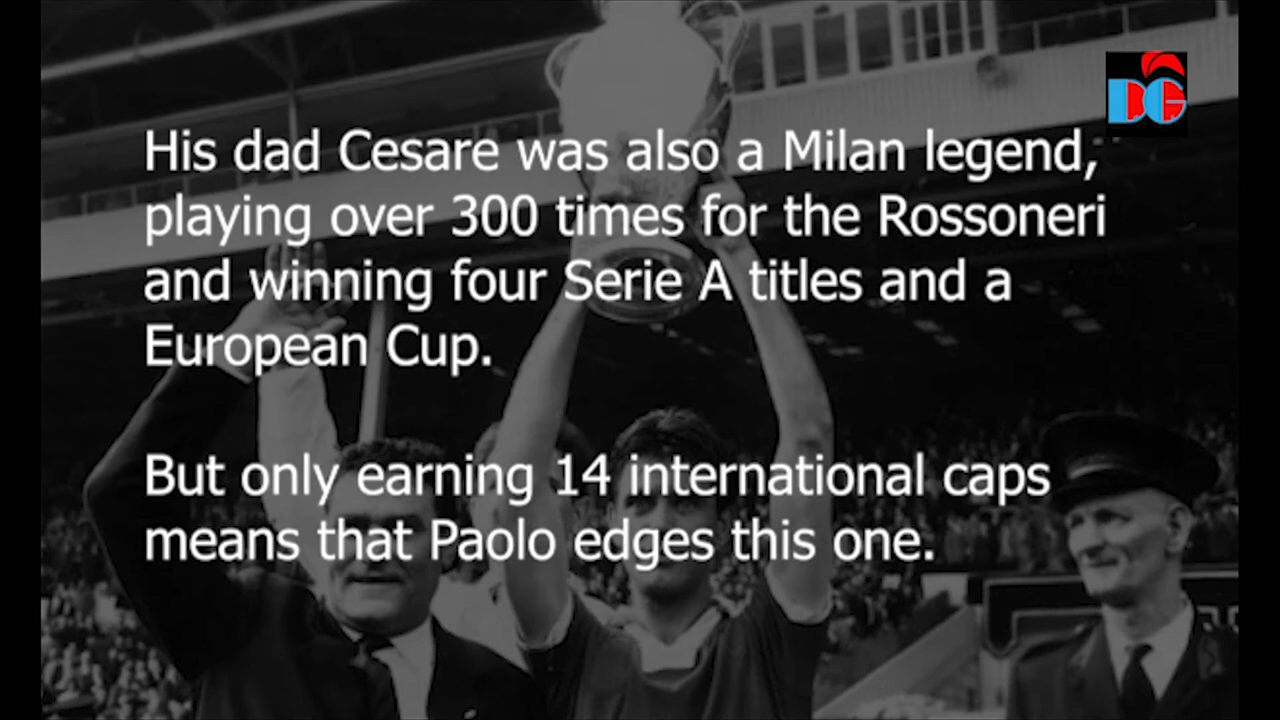 DG
His dad Cesare was also a Milan legend,
playing over 300 times for the Rossoneri
and winning four Serie A titles and a
European Cup.
But only earning 14 international caps
means that Paolo edges this one.